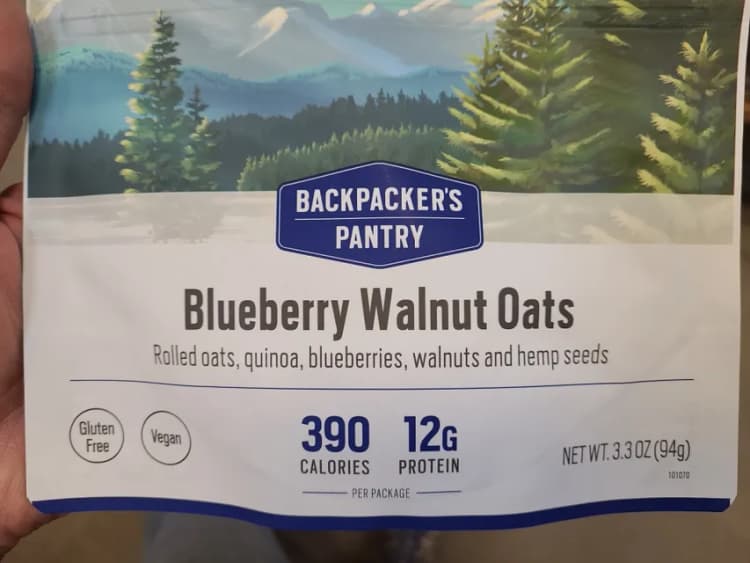 BACKPACKER'S
PANTRY
Blueberry Walnut Oats
Rolled oats, quinoa, blueberries, walnuts and hemp seeds
Gluten
Free
Vegan
390
CALORIES
12G
PROTEIN
PER PACKAGE
NET WT. 3.3 OZ (94g)
101070